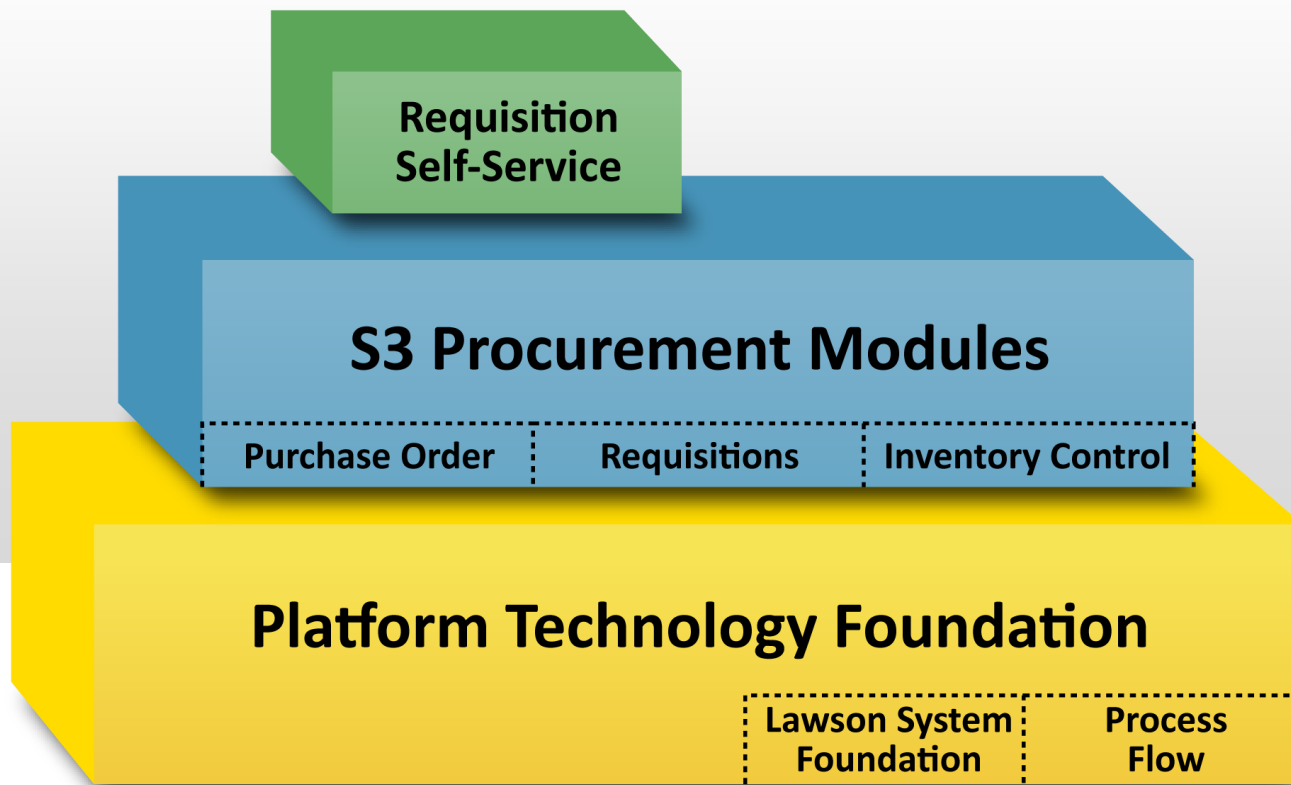 Requisition
Self-Service
S3 Procurement Modules
Purchase Order
Requisitions
Inventory Control
Platform Technology Foundation
Lawson System
Foundation
Process
Flow